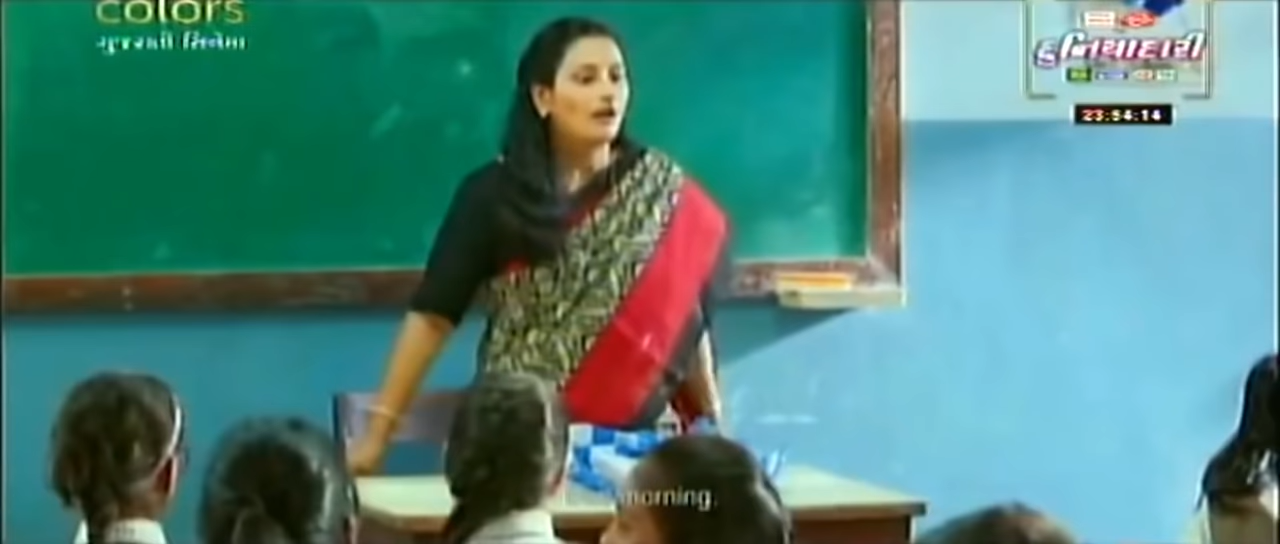 colors
ગુજરાતી સિનેમા
દુનિયાદારી
23:54:14
morning.